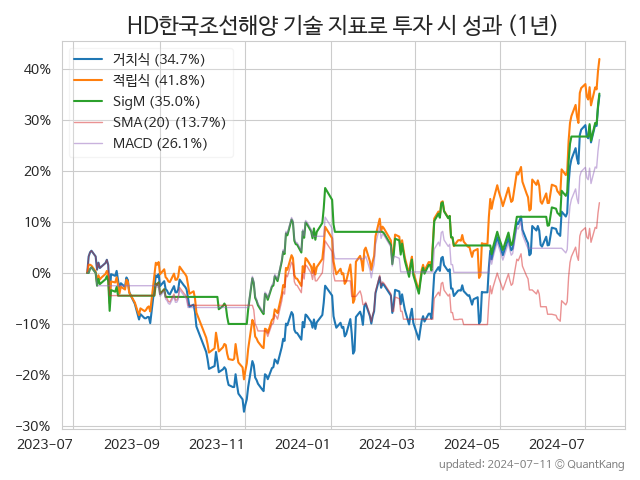 HD한국조선해양 기술 지표로 투자 시 성과 (1년)
거치식 (34.7%)
적립식 (41.8%)
SigM (35.0%)
SMA(20) (13.7%)
MACD (26.1%)
40%
30%
20%
10%
0%
−10%
−20%
−30%
2023-07 2023-09 2023-11 2024-01 2024-03 2024-05 2024-07
updated: 2024-07-11 © QuantKang